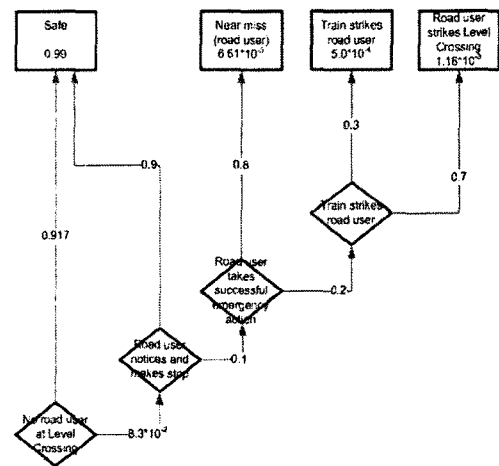 Safe
0.99
Near miss
(road user)
6.61*10⁻³
Train strikes
road user
5.0*10⁻⁴
Road user
strikes Level
Crossing
1.16*10⁻³
0.3
0.9
0.8
0.7
0.917
Train strikes
road user
Road user
takes
successful
emergency
action
0.2
Road user
notices and
makes stop
0.1
No road user
at Level
Crossing
8.3*10⁻²